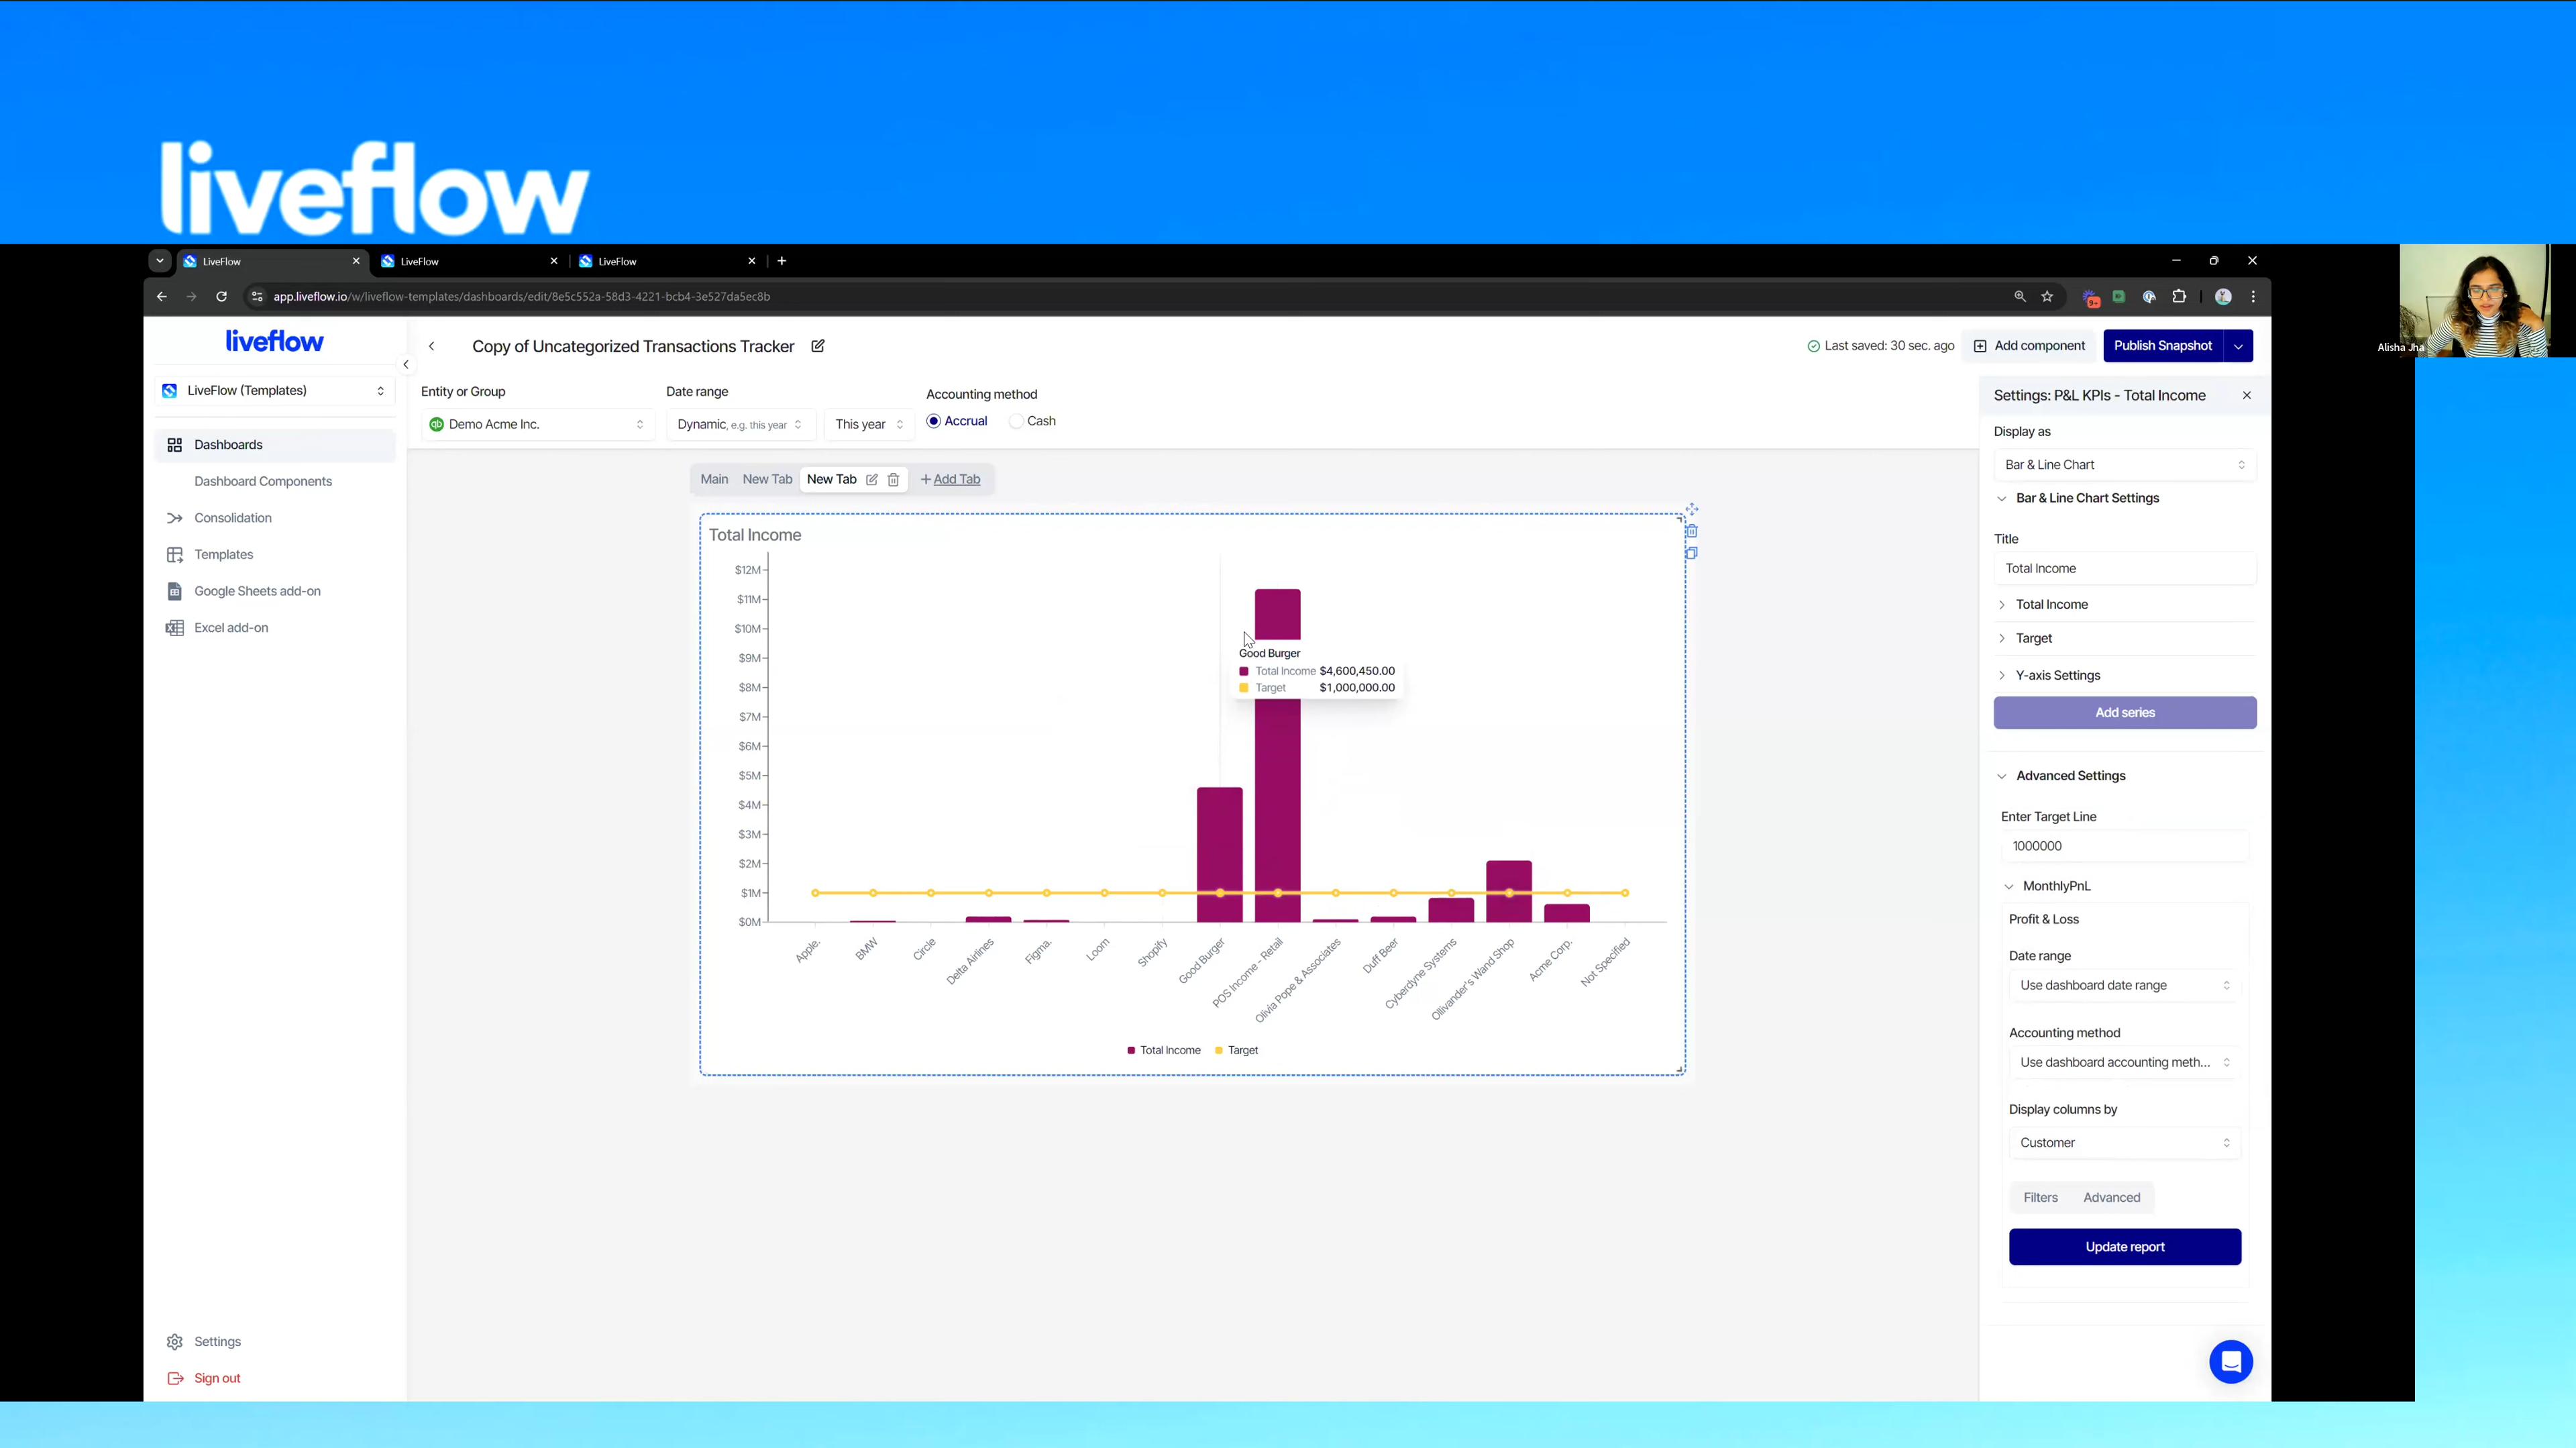 liveflow
LiveFlow
LiveFlow
LiveFlow
app.liveflow.io/w/liveflow-templates/dashboards/edit/8e5c552a-58d3-4221-bcb4-3e527da5ec8b
9+
Alisha Jha
liveflow
Copy of Uncategorized Transactions Tracker
Last saved: 30 sec. ago
Add component
Publish Snapshot
LiveFlow (Templates)
Dashboards
Dashboard Components
Consolidation
Templates
Google Sheets add-on
Excel add-on
Settings
Sign out
Entity or Group
Date range
Accounting method
qb Demo Acme Inc.
Dynamic, e.g. this year
This year
Accrual
Cash
Main
New Tab
New Tab
+ Add Tab
Total Income
$12M
$11M
$10M
$9M
$8M
$7M
$6M
$5M
$4M
$3M
$2M
$1M
$0M
Good Burger
Total Income $4,600,450.00
Target $1,000,000.00
Apple.
BMW
Circle
Delta Airlines
Figma.
Loom
Shopify
Good Burger
POS Income - Retail
Olivia Pope & Associates
Duff Beer
Cyberdyne Systems
Ollivander's Wand Shop
Acme Corp.
Not Specified
Total Income
Target
Settings: P&L KPIs - Total Income
Display as
Bar & Line Chart
Bar & Line Chart Settings
Title
Total Income
Total Income
Target
Y-axis Settings
Add series
Advanced Settings
Enter Target Line
1000000
MonthlyPnL
Profit & Loss
Date range
Use dashboard date range
Accounting method
Use dashboard accounting meth...
Display columns by
Customer
Filters
Advanced
Update report